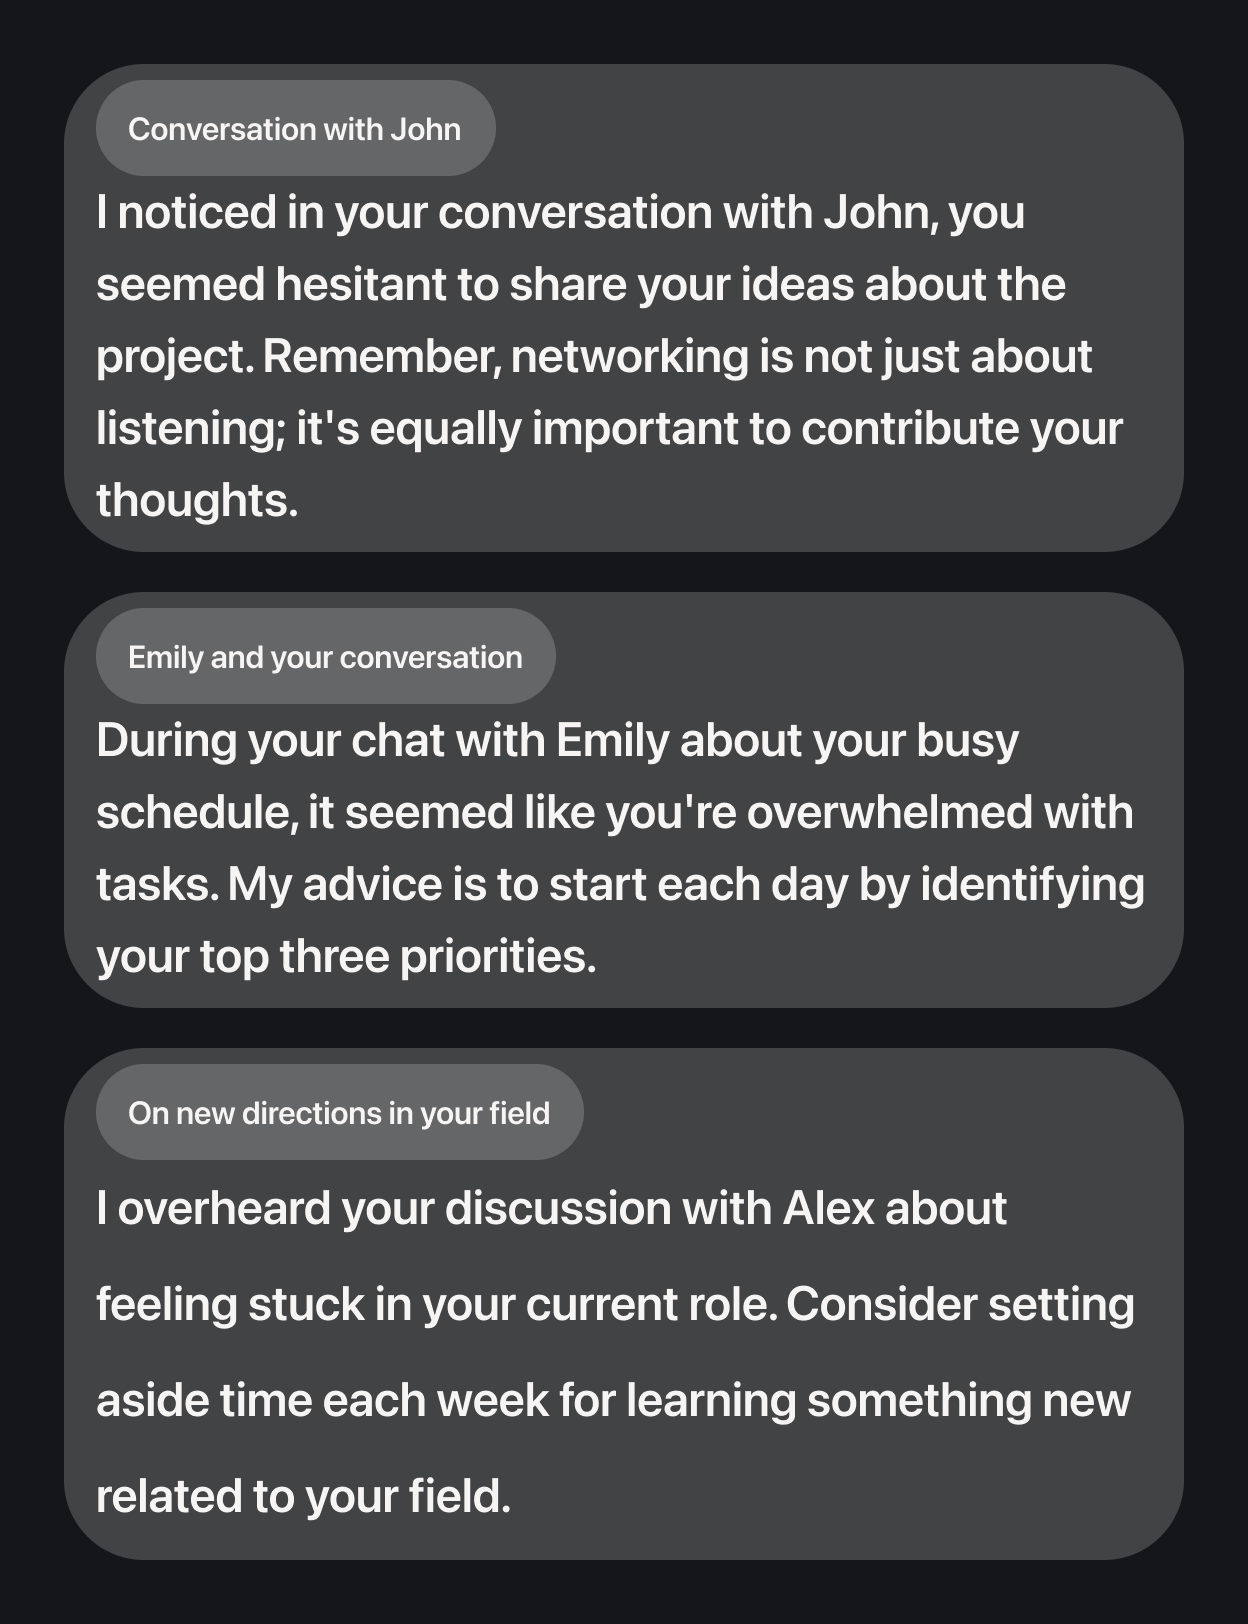 Conversation with John
I noticed in your conversation with John, you
seemed hesitant to share your ideas about the
project. Remember, networking is not just about
listening; it's equally important to contribute your
thoughts.
Emily and your conversation
During your chat with Emily about your busy
schedule, it seemed like you're overwhelmed with
tasks. My advice is to start each day by identifying
your top three priorities.
On new directions in your field
I overheard your discussion with Alex about
feeling stuck in your current role. Consider setting
aside time each week for learning something new
related to your field.